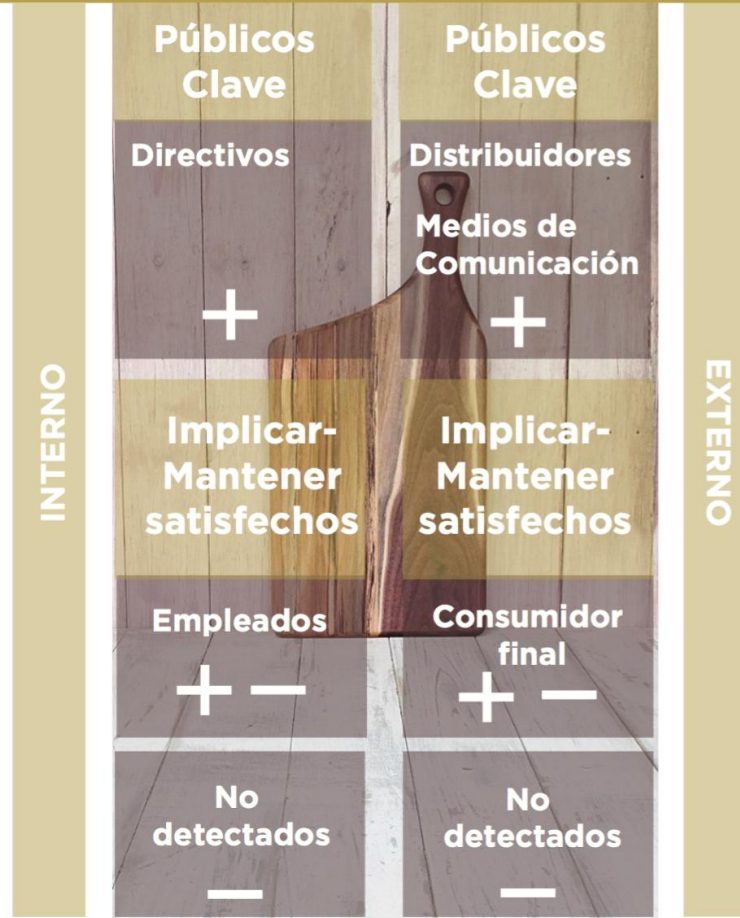 INTERNO
Públicos
Clave
Directivos
+
Implicar-
Mantener
satisfechos
Empleados
+ −
No
detectados
−
Públicos
Clave
Distribuidores
Medios de
Comunicación
+
Implicar-
Mantener
satisfechos
Consumidor
final
+ −
No
detectados
−
EXTERNO